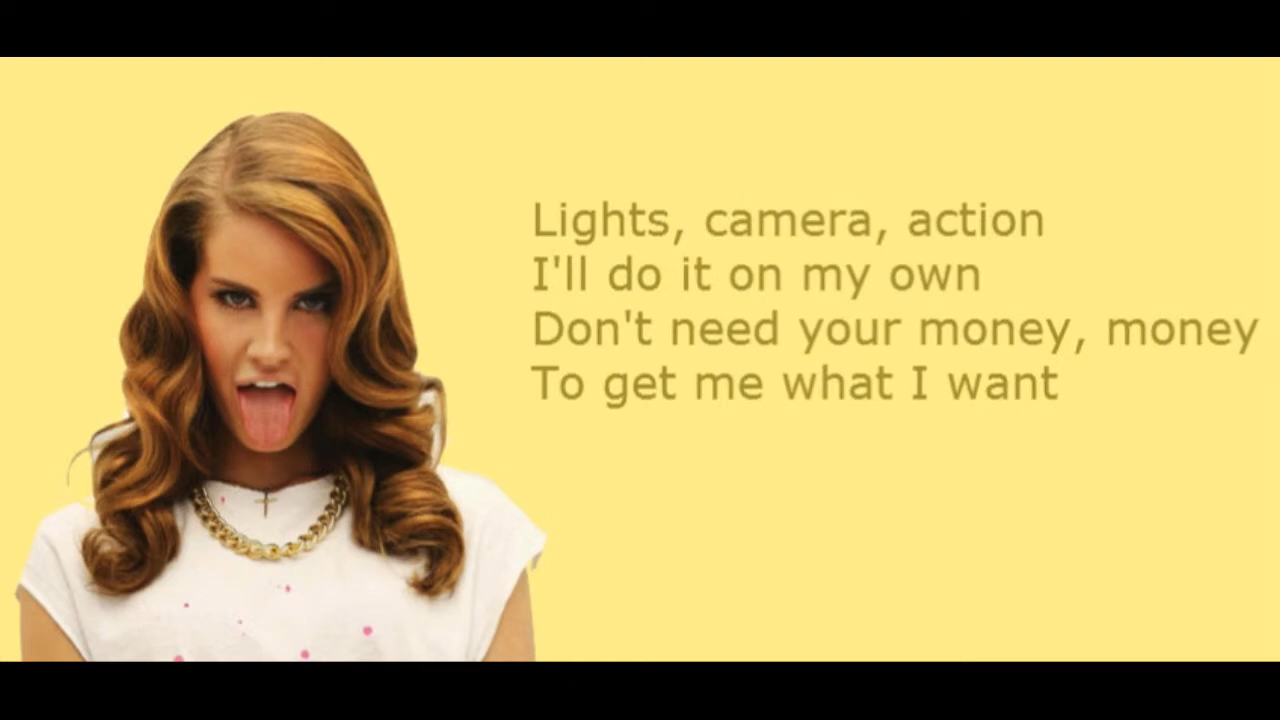 Lights, camera, action
I'll do it on my own
Don't need your money, money
To get me what I want